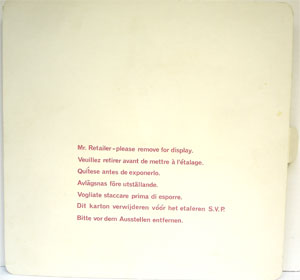 Mr. Retailer - please remove for display.
Veuillez retirer avant de mettre à l'étalage.
Quítese antes de exponerlo.
Avlägsnas före utställande.
Vogliate staccare prima di esporre.
Dit karton verwijderen vóór het etaleren S.V.P.
Bitte vor dem Ausstellen entfernen.